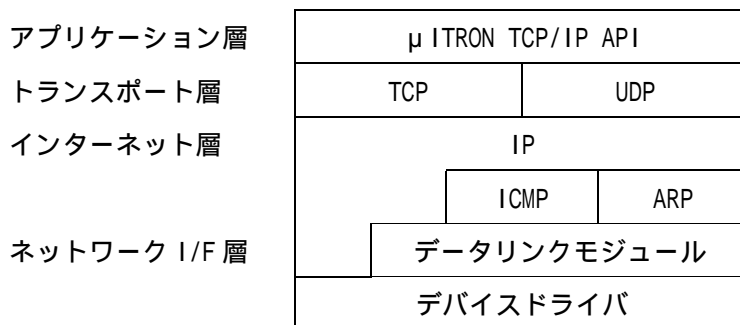 アプリケーション層 μITRON TCP/IP API
トランスポート層 TCP UDP
インターネット層 IP
ICMP ARP
ネットワーク I/F 層 データリンクモジュール
デバイスドライバ